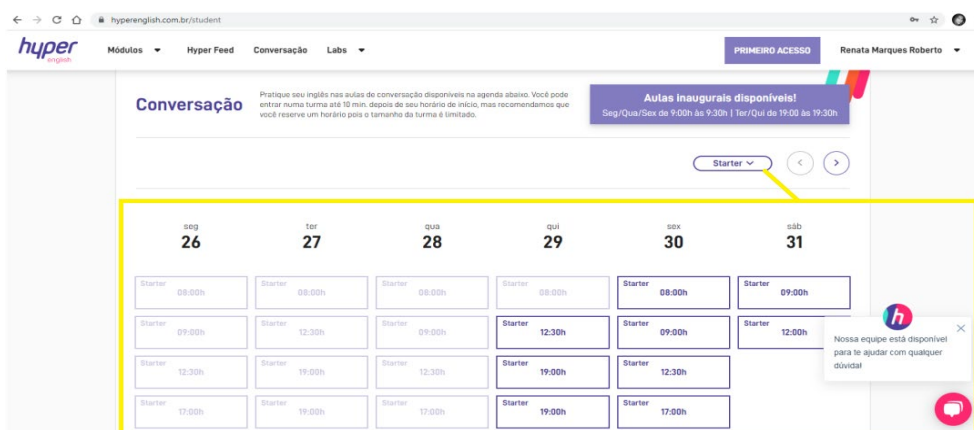 hyperenglish.com.br/student
hyper
english
Módulos
Hyper Feed
Conversação
Labs
PRIMEIRO ACESSO
Renata Marques Roberto
Conversação
Pratique seu inglês nas aulas de conversação disponíveis na agenda abaixo. Você pode
entrar numa turma até 10 min. depois de seu horário de início, mas recomendamos que
você reserve um horário pois o tamanho da turma é limitado.
Aulas inaugurais disponíveis!
Seg/Qua/Sex de 9:00h às 9:30h | Ter/Qui de 19:00 às 19:30h
Starter
seg ter qua qui sex sáb
26 27 28 29 30 31
Starter Starter Starter Starter Starter Starter
08:00h 08:00h 08:00h 08:00h 08:00h 09:00h
Starter Starter Starter Starter Starter Starter
09:00h 12:30h 09:00h 12:30h 09:00h 12:00h
Starter Starter Starter Starter Starter
12:30h 19:00h 12:30h 19:00h 12:30h
Starter Starter Starter Starter Starter
17:00h 19:00h 17:00h 19:00h 17:00h
h
Nossa equipe está disponível
para te ajudar com qualquer
dúvida!